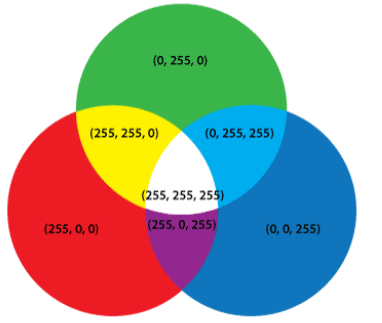 (0, 255, 0)
(255, 255, 0)
(0, 255, 255)
(255, 255, 255)
(255, 0, 0)
(255, 0, 255)
(0, 0, 255)